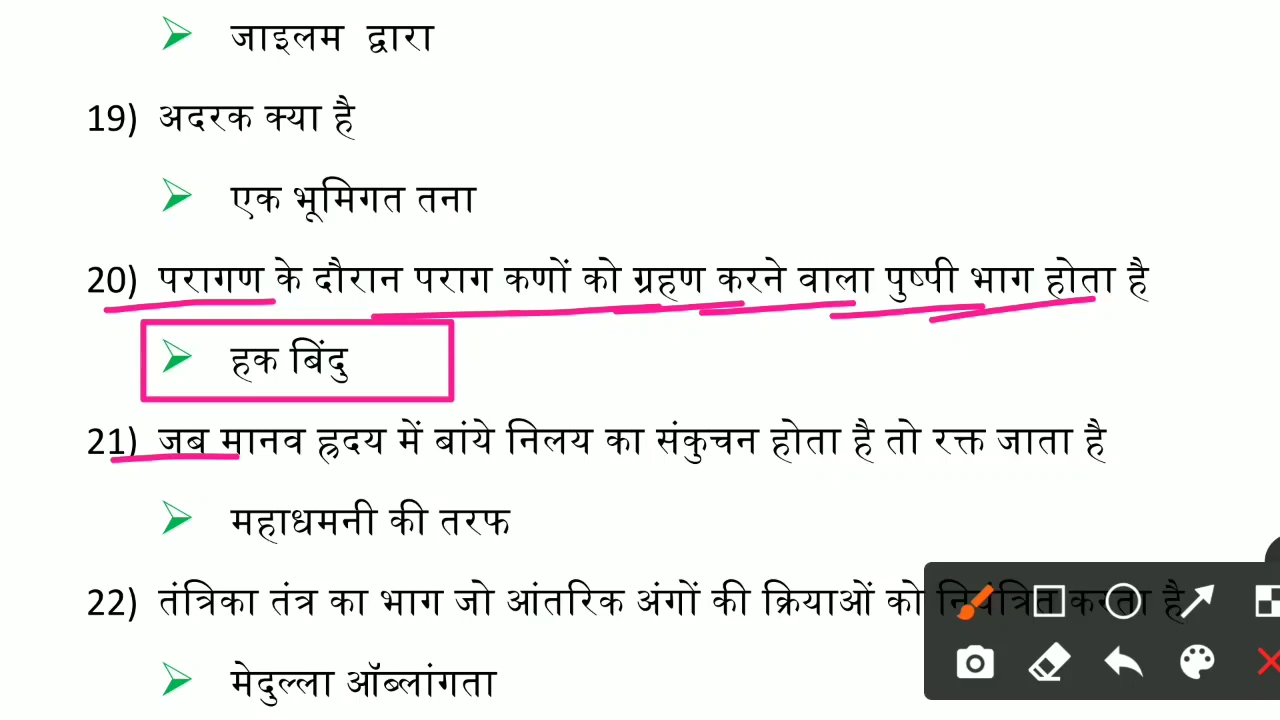 जाइलम द्वारा
19) अदरक क्या है
एक भूमिगत तना
20) परागण के दौरान पराग कणों को ग्रहण करने वाला पुष्पी भाग होता है
हक बिंदु
21) जब मानव ह्रदय में बांये निलय का संकुचन होता है तो रक्त जाता है
महाधमनी की तरफ
22) तंत्रिका तंत्र का भाग जो आंतरिक अंगों की क्रियाओं को नियंत्रित करता है
मेदुल्ला ऑब्लांगता